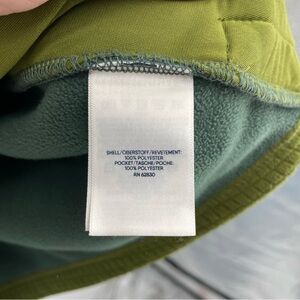 SHELL/OBERSTOFF/REVETEMENT:
100% POLYESTER
POCKET/TASCHE/POCHE:
100% POLYESTER
RN 62830